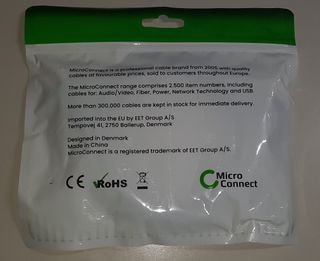 MicroConnect is a professional cable brand from 2005 with quality
cables at favourable prices, sold to customers throughout Europe.
The MicroConnect range comprises 2.500 item numbers, including
cables for: Audio/Video, Fiber, Power, Network Technology and USB.
More than 300.000 cables are kept in stock for immediate delivery.
Imported into the EU by EET Group A/S
Tempovej 41, 2750 Ballerup, Denmark
Designed in Denmark
Made in China
MicroConnect is a registered trademark of EET Group A/S.
CE RoHS Micro
Connect